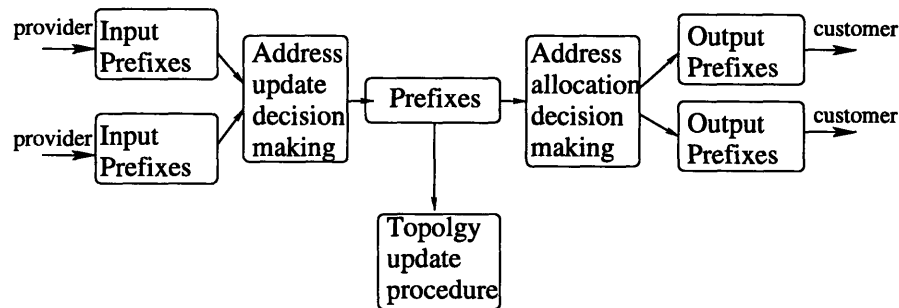 provider
Input
Prefixes
provider
Input
Prefixes
Address
update
decision
making
Prefixes
Topolgy
update
procedure
Address
allocation
decision
making
Output
Prefixes
customer
Output
Prefixes
customer